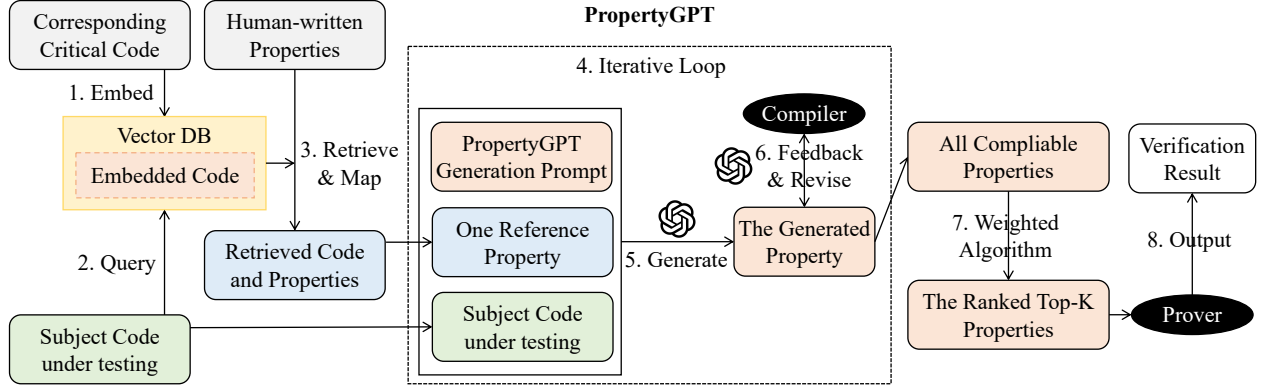 PropertyGPT
Corresponding
Critical Code
Human-written
Properties
1. Embed
Vector DB
Embedded Code
2. Query
Subject Code
under testing
3. Retrieve
& Map
Retrieved Code
and Properties
4. Iterative Loop
PropertyGPT
Generation Prompt
One Reference
Property
Subject Code
under testing
5. Generate
Compiler
6. Feedback
& Revise
The Generated
Property
All Compliable
Properties
7. Weighted
Algorithm
The Ranked Top-K
Properties
Prover
8. Output
Verification
Result